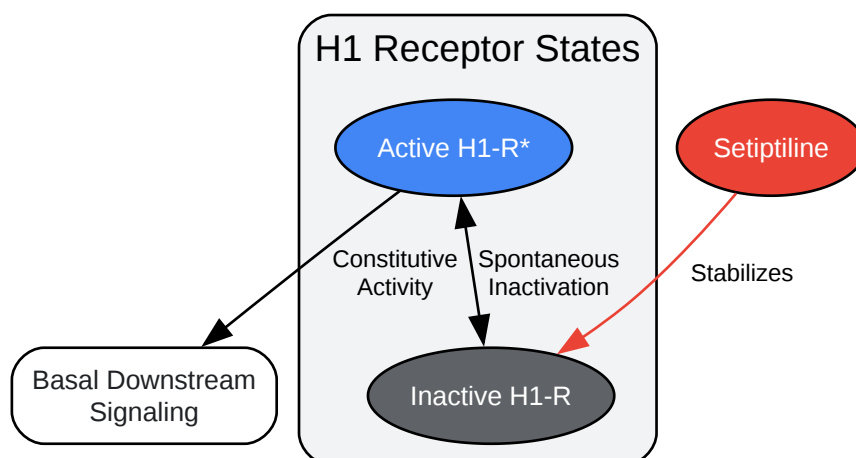 H1 Receptor States
Active H1-R*
Setiptiline
Constitutive
Activity
Spontaneous
Inactivation
Stabilizes
Basal Downstream
Signaling
Inactive H1-R